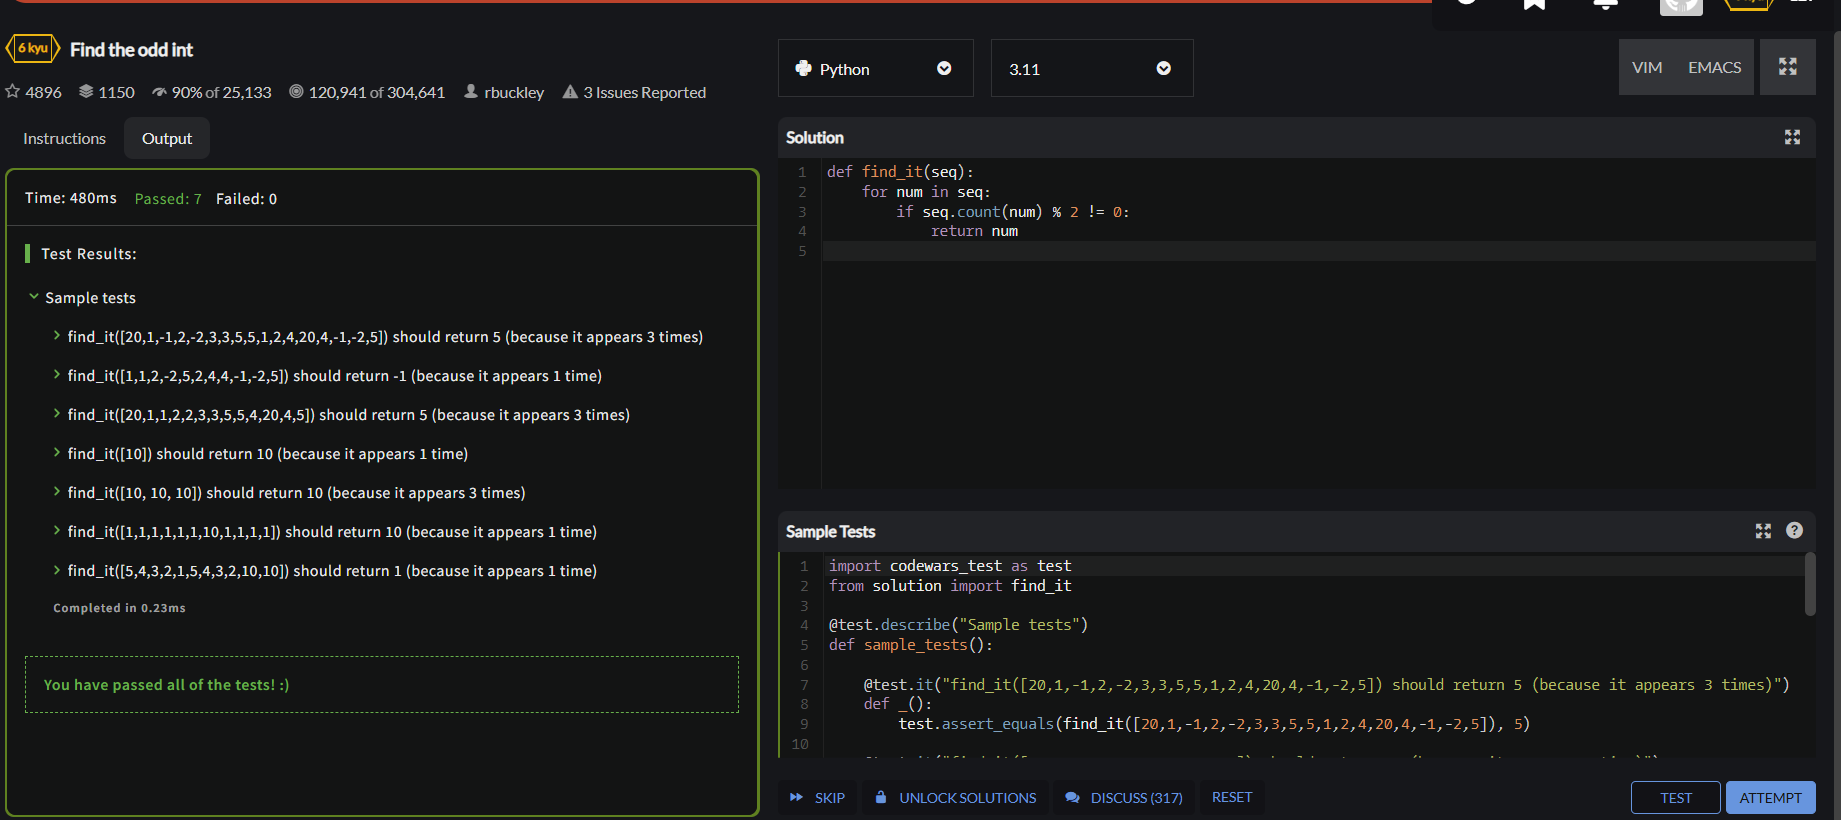 6 kyu Find the odd int
4896 1150 90% of 25,133 120,941 of 304,641 rbuckley 3 Issues Reported
Instructions Output
Time: 480ms Passed: 7 Failed: 0
Test Results:
Sample tests
find_it([20,1,-1,2,-2,3,3,5,5,1,2,4,20,4,-1,-2,5]) should return 5 (because it appears 3 times)
find_it([1,1,2,-2,5,2,4,4,-1,-2,5]) should return -1 (because it appears 1 time)
find_it([20,1,1,2,2,3,3,5,5,4,20,4,5]) should return 5 (because it appears 3 times)
find_it([10]) should return 10 (because it appears 1 time)
find_it([10, 10, 10]) should return 10 (because it appears 3 times)
find_it([1,1,1,1,1,1,10,1,1,1,1]) should return 10 (because it appears 1 time)
find_it([5,4,3,2,1,5,4,3,2,10,10]) should return 1 (because it appears 1 time)
Completed in 0.23ms
You have passed all of the tests! :)
Python 3.11 VIM EMACS
Solution
1 def find_it(seq):
2 for num in seq:
3 if seq.count(num) % 2 != 0:
4 return num
5
Sample Tests ?
1 import codewars_test as test
2 from solution import find_it
3
4 @test.describe("Sample tests")
5 def sample_tests():
6
7 @test.it("find_it([20,1,-1,2,-2,3,3,5,5,1,2,4,20,4,-1,-2,5]) should return 5 (because it appears 3 times)")
8 def _():
9 test.assert_equals(find_it([20,1,-1,2,-2,3,3,5,5,1,2,4,20,4,-1,-2,5]), 5)
10
SKIP UNLOCK SOLUTIONS DISCUSS (317) RESET TEST ATTEMPT